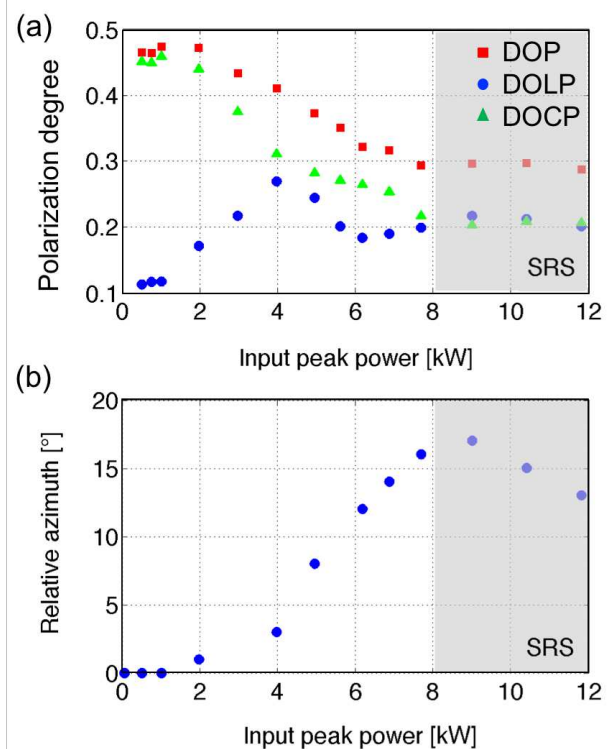 (a)
0.5
0.4
0.3
0.2
0.1
Polarization degree
DOP
DOLP
DOCP
SRS
0 2 4 6 8 10 12
Input peak power [kW]
(b)
20
15
10
5
0
Relative azimuth [°]
SRS
0 2 4 6 8 10 12
Input peak power [kW]